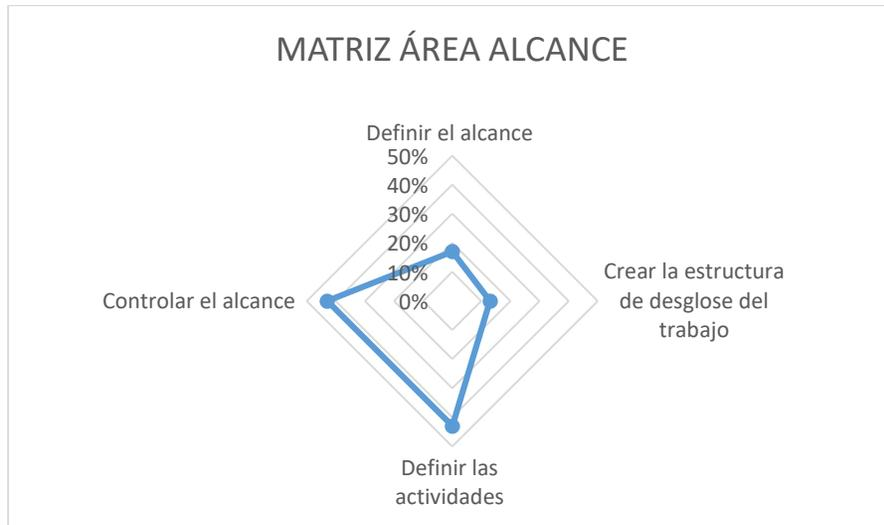 MATRIZ ÁREA ALCANCE
Definir el alcance
50%
40%
30%
20%
10%
0%
Controlar el alcance
Crear la estructura
de desglose del
trabajo
Definir las
actividades